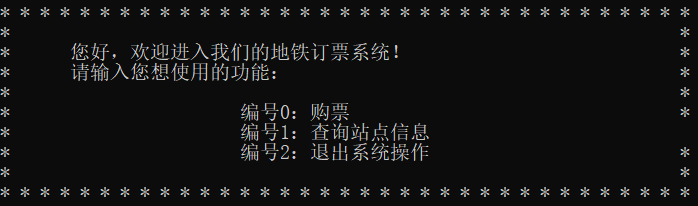 您好，欢迎进入我们的地铁订票系统！
请输入您想使用的功能：
编号0：购票
编号1：查询站点信息
编号2：退出系统操作